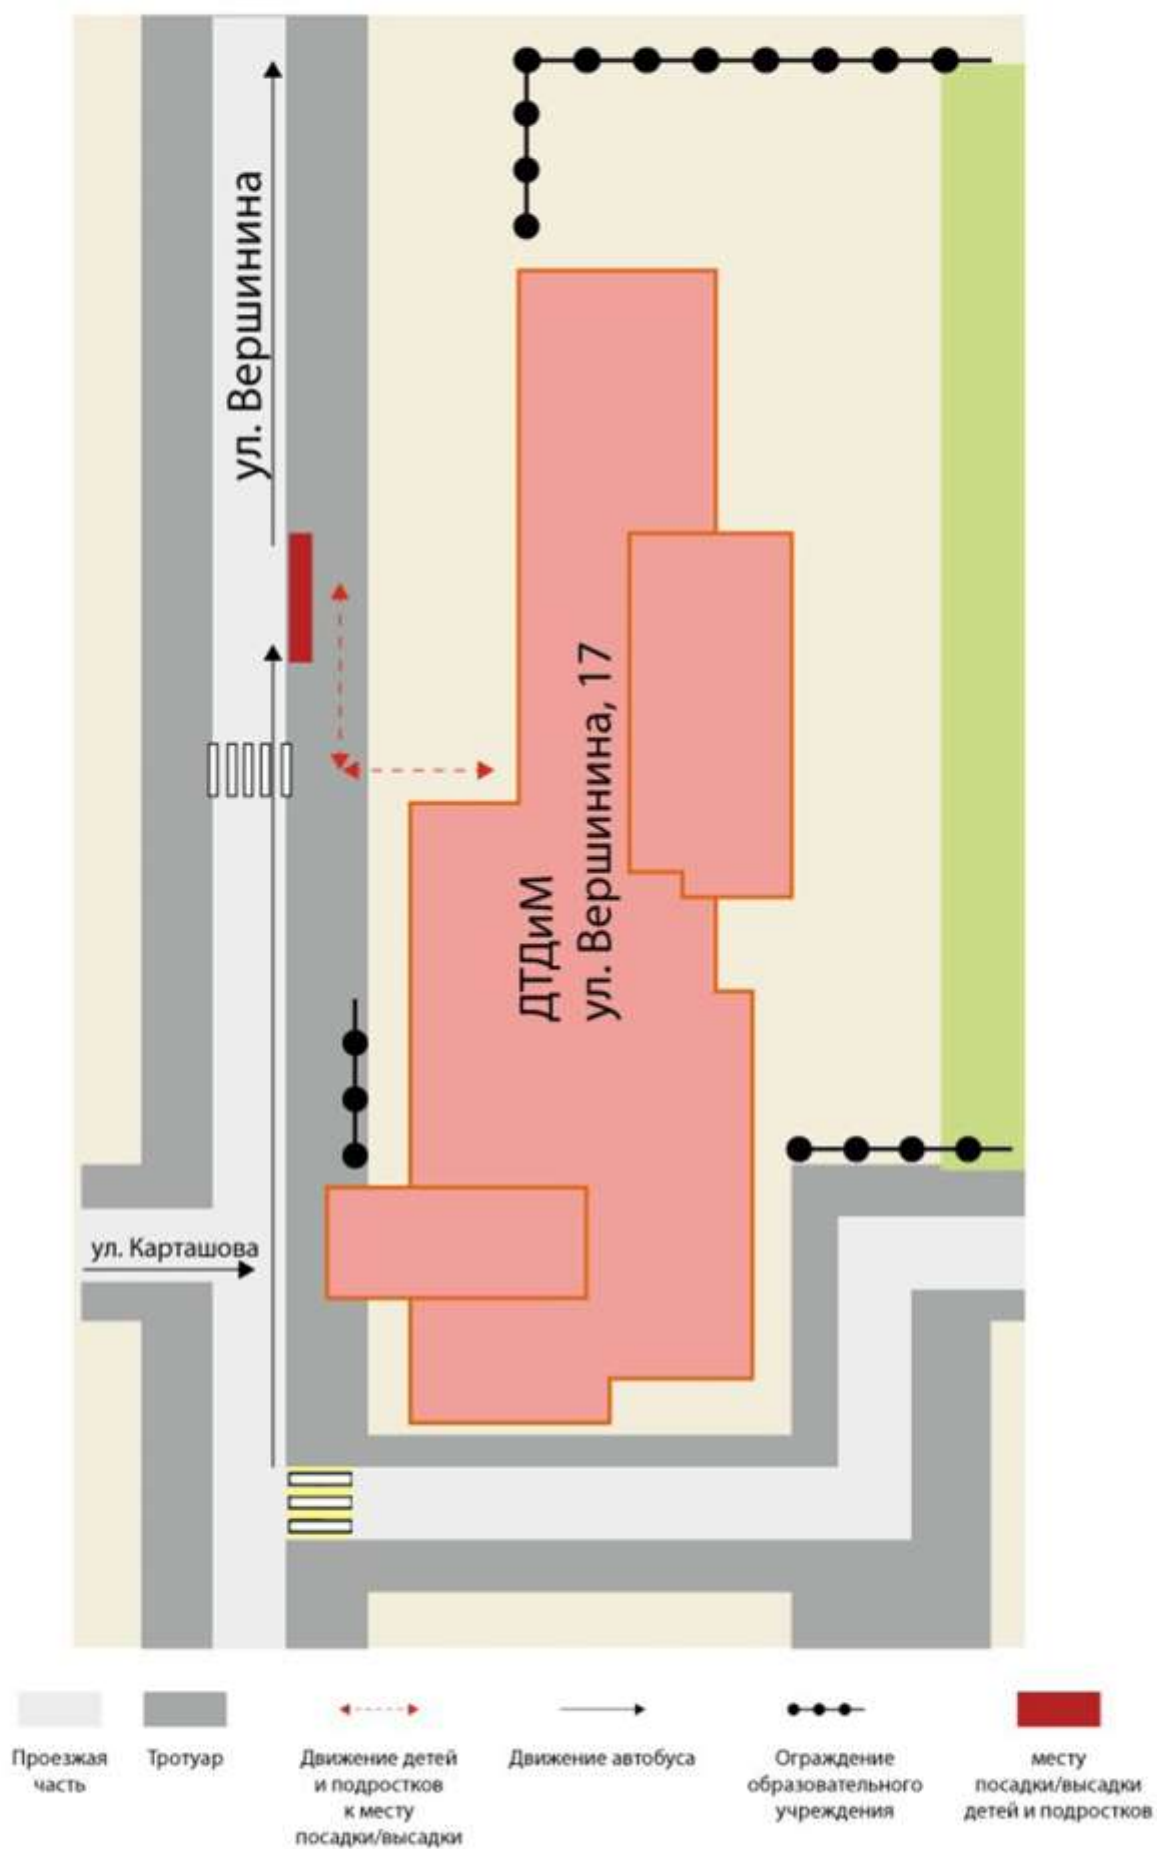 ул. Вершинина
ДТДиМ
ул. Вершинина, 17
ул. Карташова
Проезжая
часть
Тротуар
Движение детей
и подростков
к месту
посадки/высадки
Движение автобуса
Ограждение
образовательного
учреждения
месту
посадки/высадки
детей и подростков